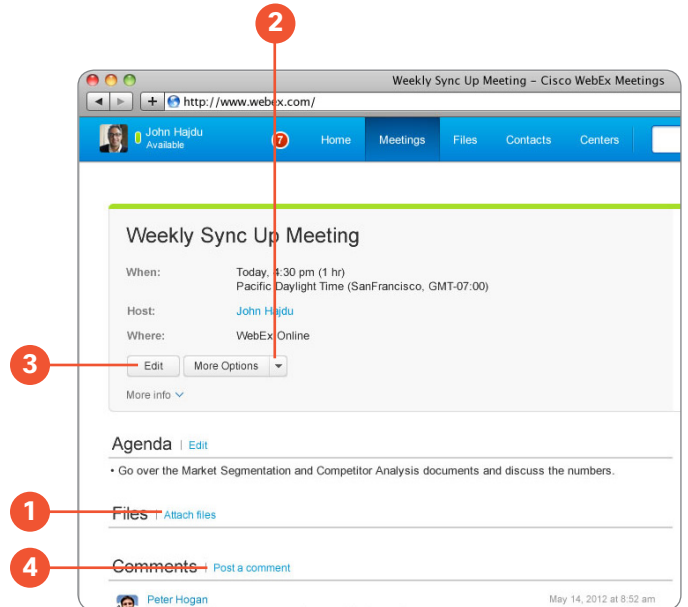 2
Weekly Sync Up Meeting – Cisco WebEx Meetings
http://www.webex.com/
John Hajdu
Available
7 Home Meetings Files Contacts Centers
Weekly Sync Up Meeting
When: Today, 4:30 pm (1 hr)
Pacific Daylight Time (SanFrancisco, GMT-07:00)
Host: John Hajdu
Where: WebEx Online
3 Edit More Options
More info
Agenda | Edit
• Go over the Market Segmentation and Competitor Analysis documents and discuss the numbers.
1 Files | Attach files
4 Comments | Post a comment
Peter Hogan May 14, 2012 at 8:52 am